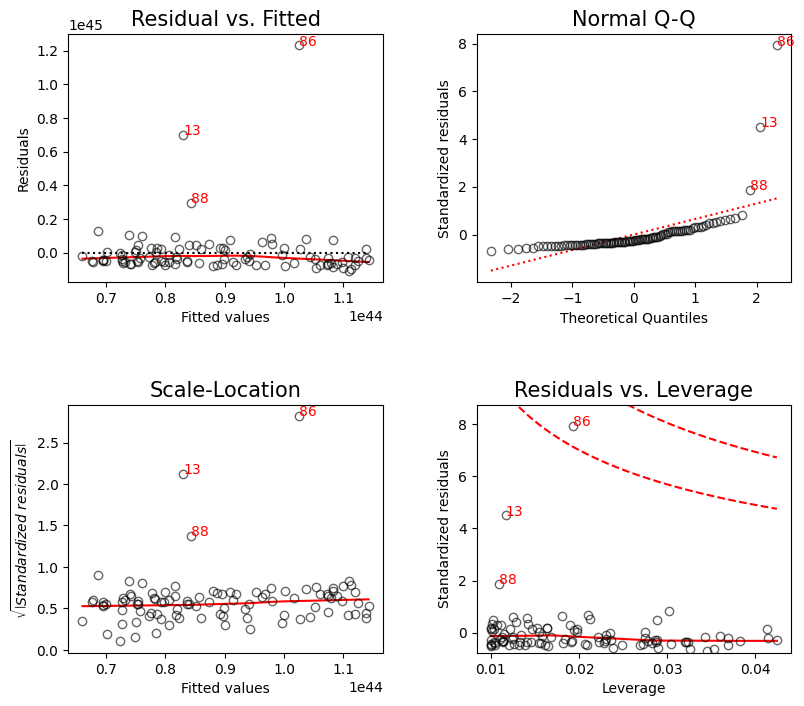 Residual vs. Fitted
1e45
86
1.2
1.0
0.8
13
0.6
0.4
88
0.2
0.0
Residuals
0.7 0.8 0.9 1.0 1.1
Fitted values
1e44
Normal Q-Q
86
8
6
13
4
88
2
0
Standardized residuals
−2 −1 0 1 2
Theoretical Quantiles
Scale-Location
86
2.5
13
2.0
88
1.5
1.0
0.5
0.0
√|Standardized residuals|
0.7 0.8 0.9 1.0 1.1
Fitted values
1e44
Residuals vs. Leverage
86
8
6
13
4
88
2
0
Standardized residuals
0.01 0.02 0.03 0.04
Leverage